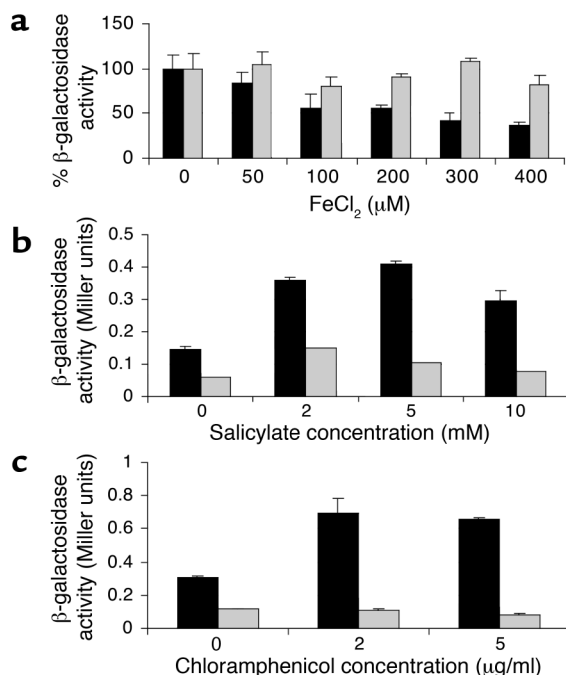 a
% β-galactosidase
activity
150
100
50
0
0 50 100 200 300 400
FeCl2 (μM)
b
β-galactosidase
activity (Miller units)
0.5
0.4
0.3
0.2
0.1
0
0 2 5 10
Salicylate concentration (mM)
c
β-galactosidase
activity (Miller units)
1
0.8
0.6
0.4
0.2
0
0 2 5
Chloramphenicol concentration (μg/ml)